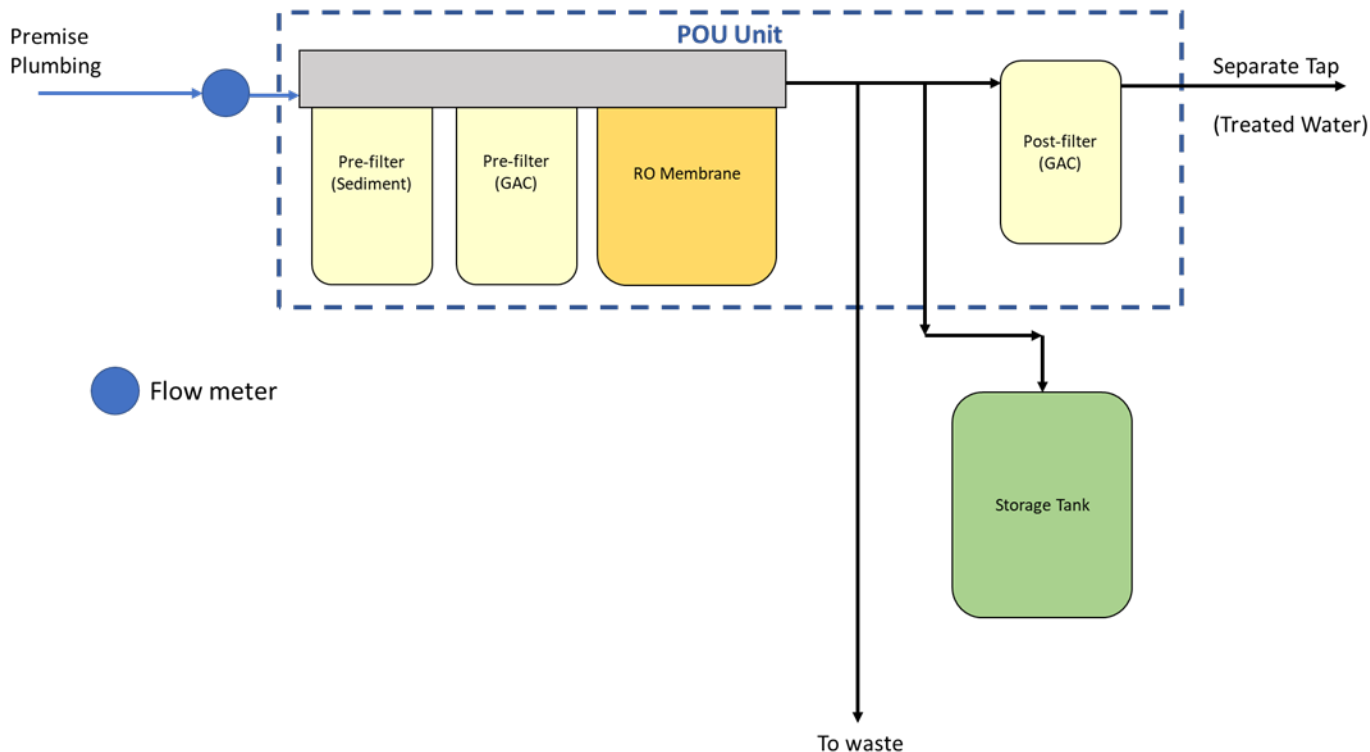 Premise
Plumbing
POU Unit
Pre-filter
(Sediment)
Pre-filter
(GAC)
RO Membrane
Post-filter
(GAC)
Separate Tap
(Treated Water)
Flow meter
Storage Tank
To waste